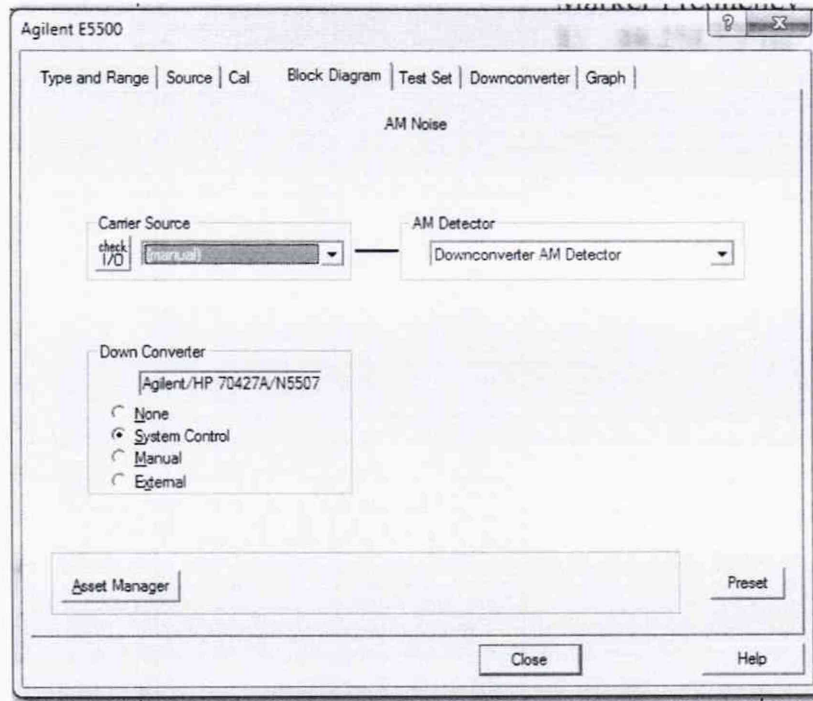 Marker Frequency
Agilent E5500
?
Type and Range Source Cal Block Diagram Test Set Downconverter Graph
AM Noise
Carrier Source
check
I/O
(manual)
AM Detector
Downconverter AM Detector
Down Converter
Agilent/HP 70427A/N5507
None
System Control
Manual
External
Asset Manager
Preset
Close
Help